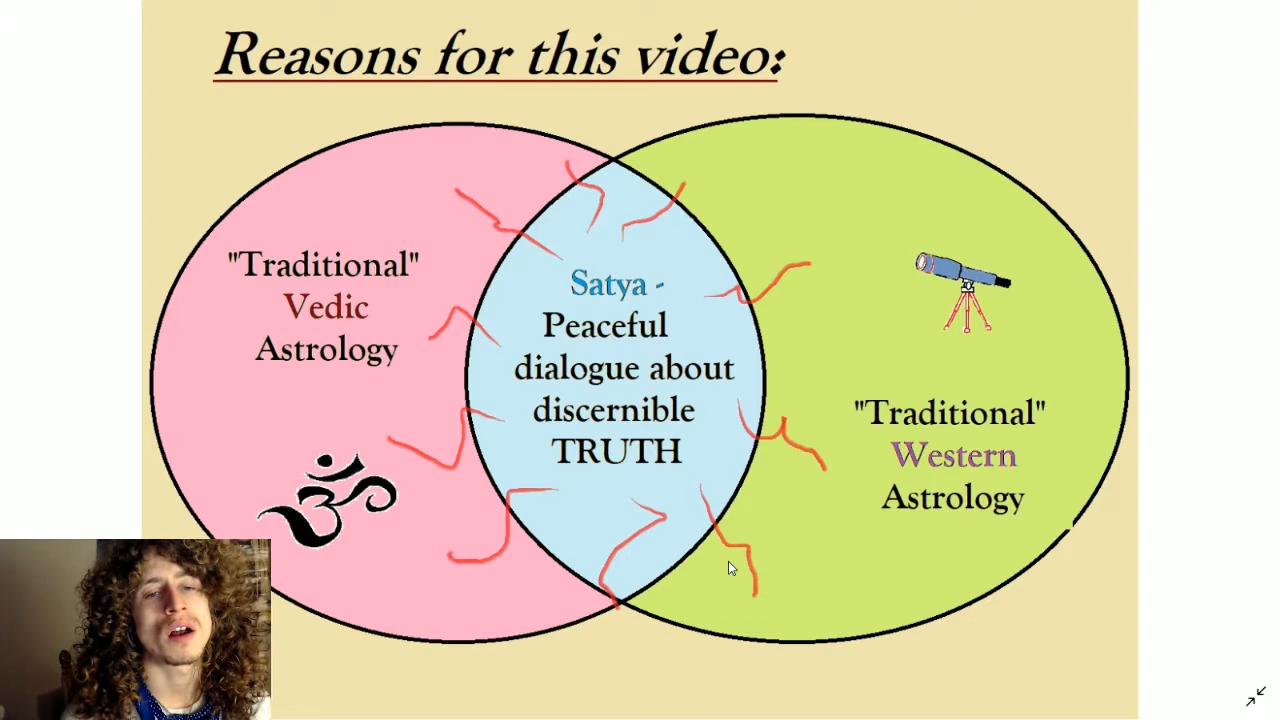 Reasons for this video:
"Traditional"
Vedic
Astrology
ॐ
Satya -
Peaceful
dialogue about
discernible
TRUTH
"Traditional"
Western
Astrology